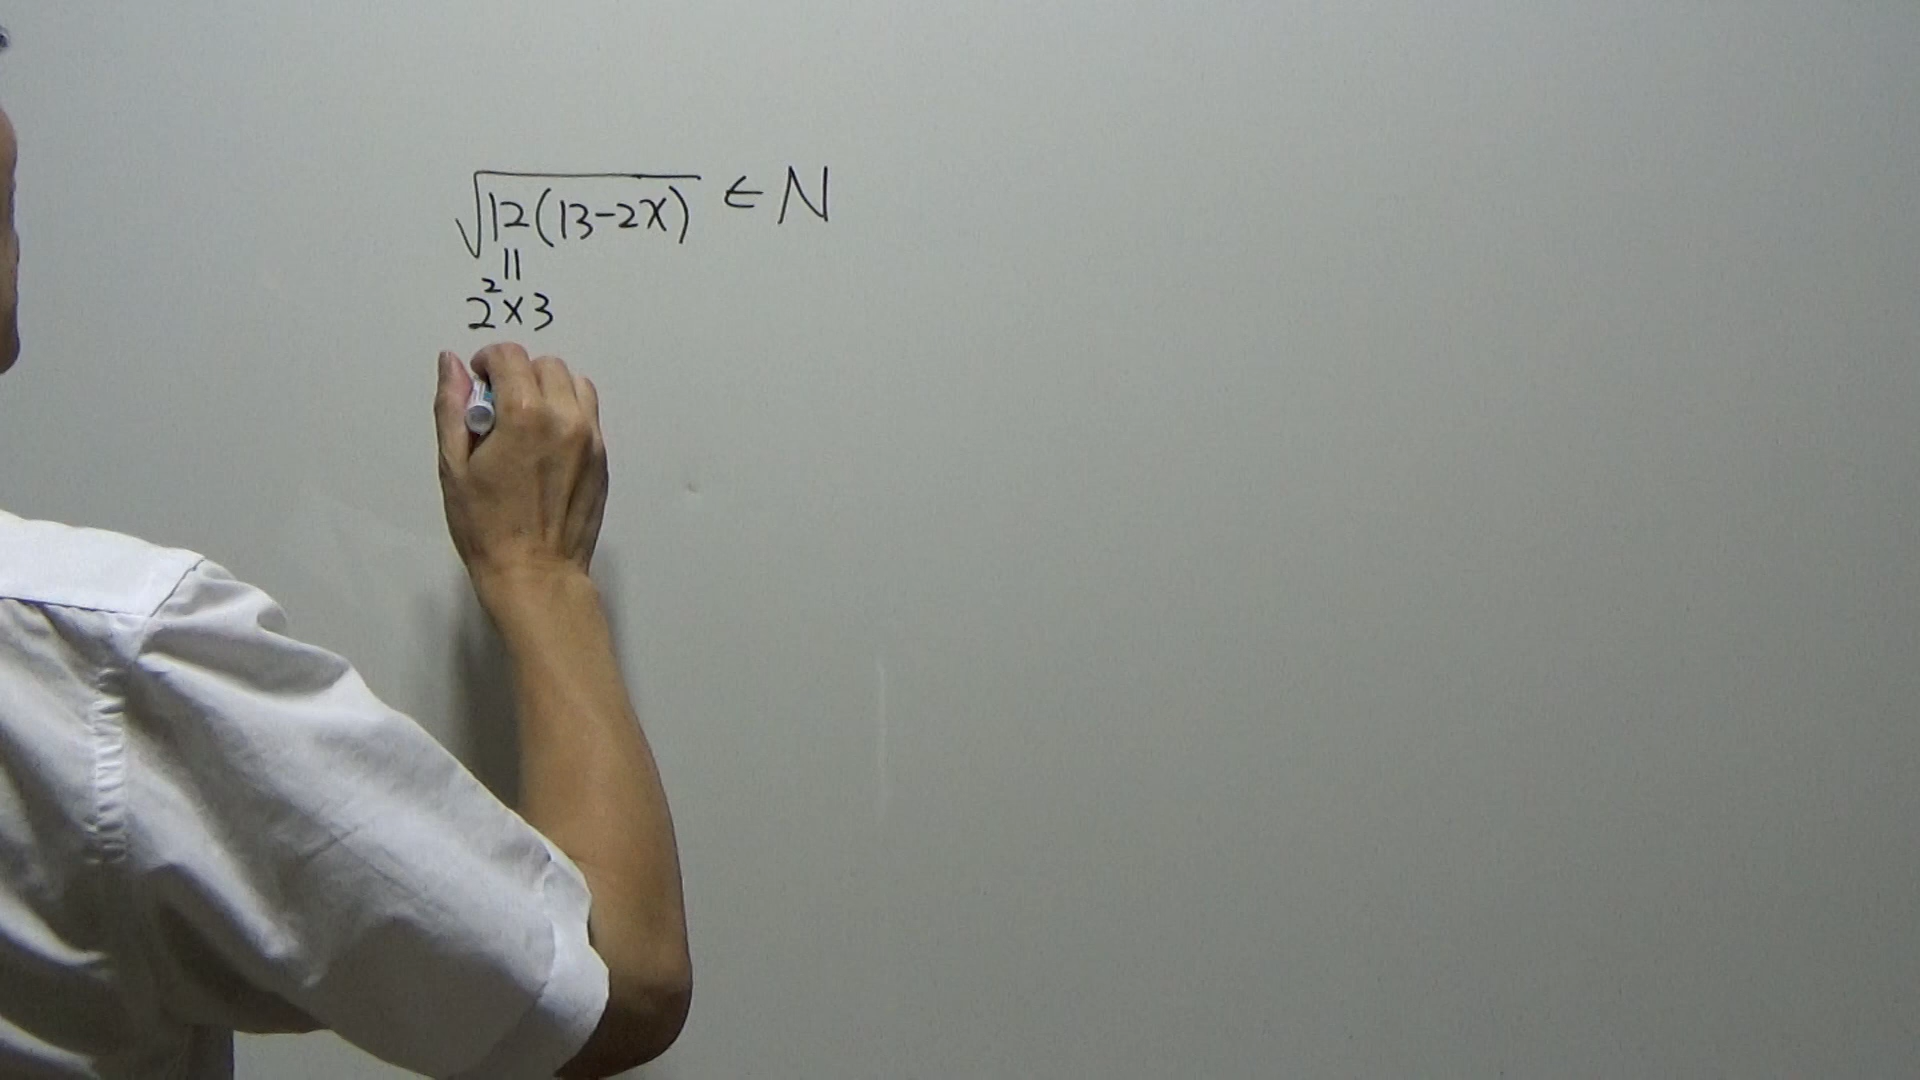 √12(13-2x) ∈ N
||
2²×3